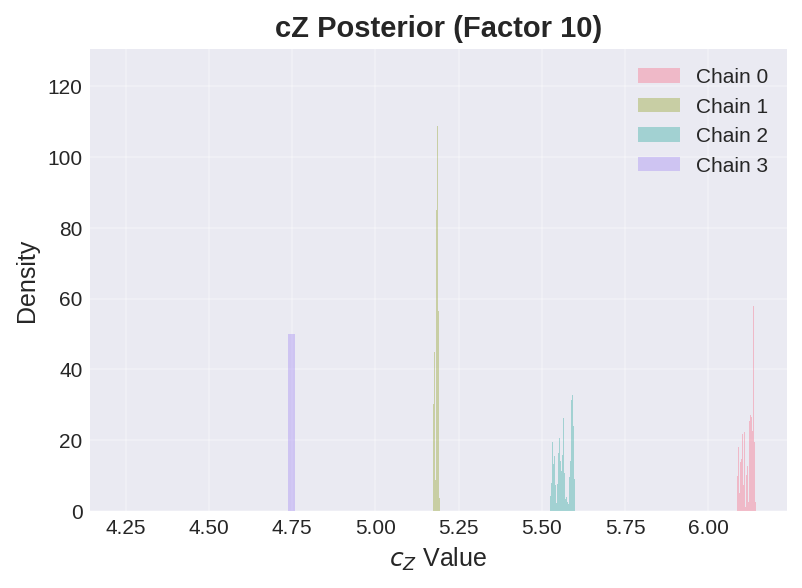 cZ Posterior (Factor 10)
Density
120
100
80
60
40
20
0
Chain 0
Chain 1
Chain 2
Chain 3
4.25 4.50 4.75 5.00 5.25 5.50 5.75 6.00
c_Z Value